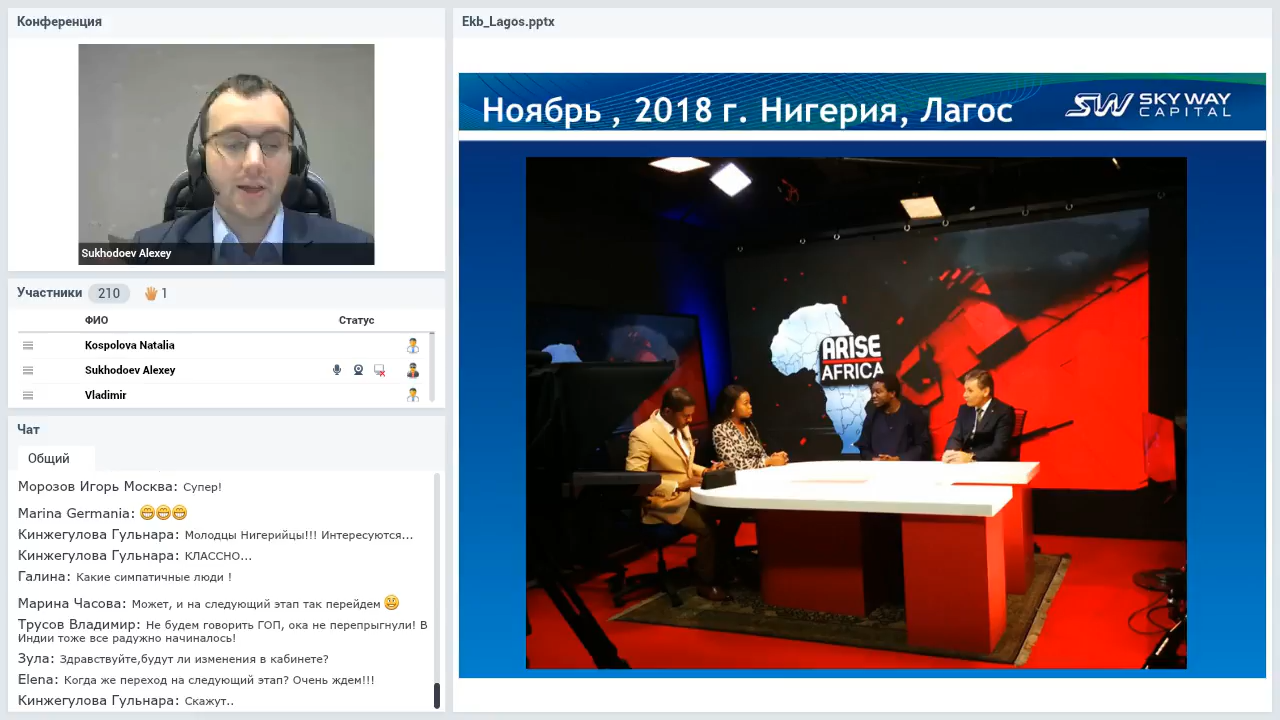 Конференция
Sukhodoev Alexey
Участники 210 1
ФИО Статус
Kospolova Natalia
Sukhodoev Alexey
Vladimir
Чат
Общий
Морозов Игорь Москва: Супер!
Marina Germania:
Кинжегулова Гульнара: Молодцы Нигерийцы!!! Интересуются...
Кинжегулова Гульнара: КЛАССНО...
Галина: Какие симпатичные люди !
Марина Часова: Может, и на следующий этап так перейдем
Трусов Владимир: Не будем говорить ГОП, ока не перепрыгнули! В
Индии тоже все радужно начиналось!
Зула: Здравствуйте,будут ли изменения в кабинете?
Elena: Когда же переход на следующий этап? Очень ждем!!!
Кинжегулова Гульнара: Скажут..
Ekb_Lagos.pptx
Ноябрь , 2018 г. Нигерия, Лагос
SW SKY WAY
CAPITAL
ARISE
AFRICA